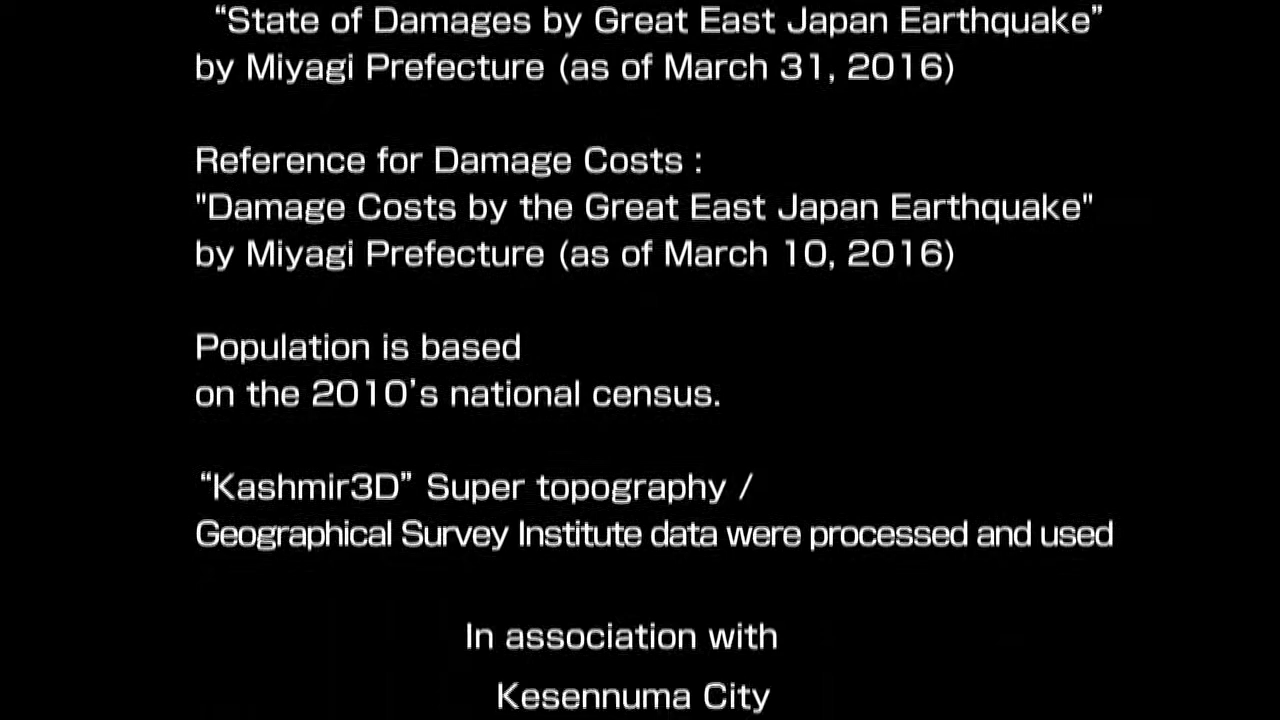 “State of Damages by Great East Japan Earthquake”
by Miyagi Prefecture (as of March 31, 2016)
Reference for Damage Costs :
"Damage Costs by the Great East Japan Earthquake"
by Miyagi Prefecture (as of March 10, 2016)
Population is based
on the 2010’s national census.
“Kashmir3D” Super topography /
Geographical Survey Institute data were processed and used
In association with
Kesennuma City